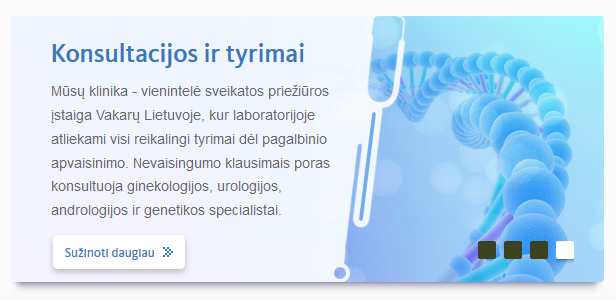 Konsultacijos ir tyrimai
Mūsų klinika - vienintelė sveikatos priežiūros
įstaiga Vakarų Lietuvoje, kur laboratorijoje
atliekami visi reikalingi tyrimai dėl pagalbinio
apvaisinimo. Nevaisingumo klausimais poras
konsultuoja ginekologijos, urologijos,
andrologijos ir genetikos specialistai.
Sužinoti daugiau